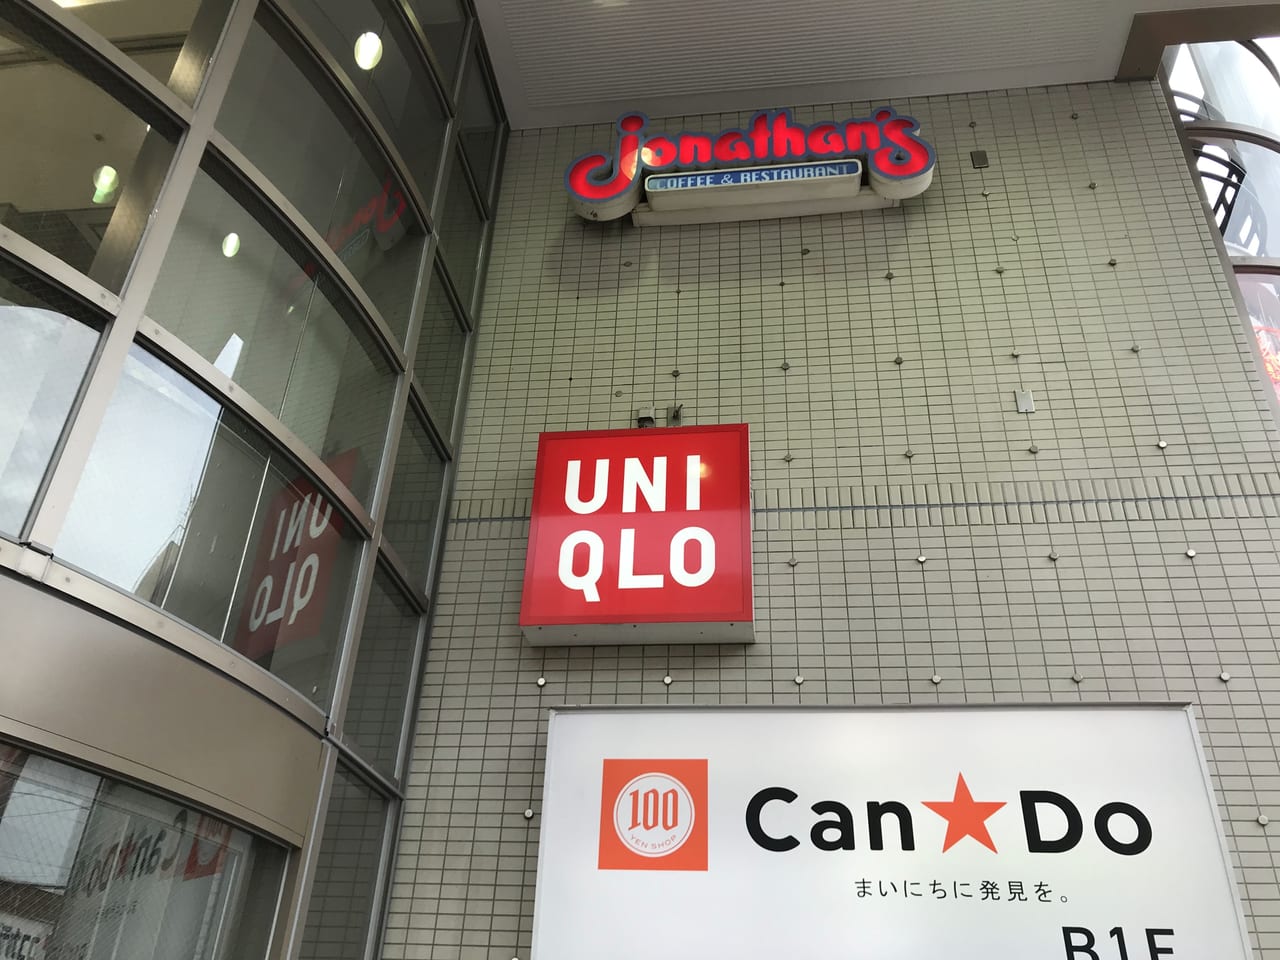 Jonathan's
COFFEE & RESTAURANT
UNI
QLO
100
YEN SHOP
Can★Do
まいにちに発見を。
B1F